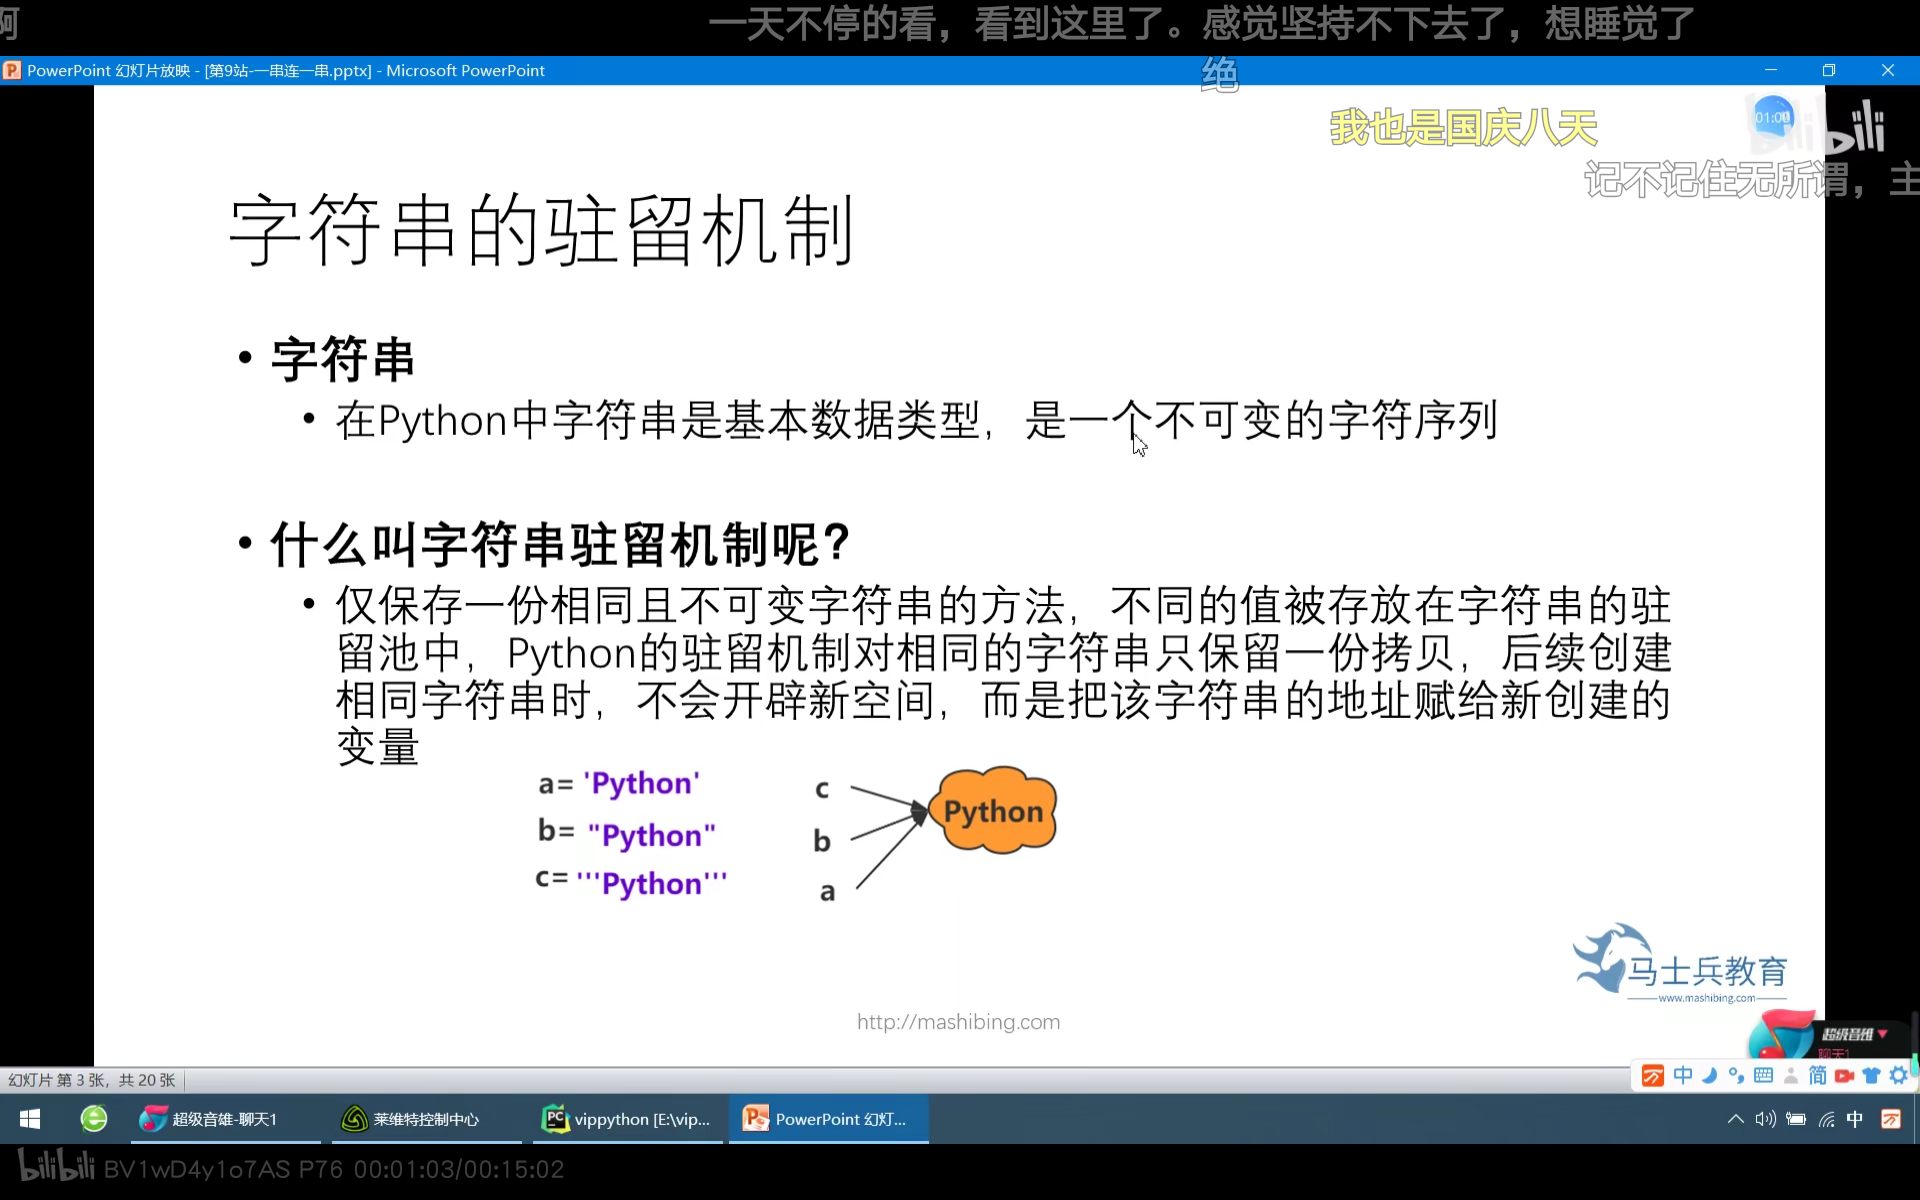 啊
一天不停的看，看到这里了。感觉坚持不下去了，想睡觉了
PowerPoint 幻灯片放映 - [第9站-一串连一串.pptx] - Microsoft PowerPoint
绝
我也是国庆八天
01:00
bilibili
记不记住无所谓，主
字符串的驻留机制
• 字符串
• 在Python中字符串是基本数据类型，是一个不可变的字符序列
• 什么叫字符串驻留机制呢？
• 仅保存一份相同且不可变字符串的方法，不同的值被存放在字符串的驻
留池中，Python的驻留机制对相同的字符串只保留一份拷贝，后续创建
相同字符串时，不会开辟新空间，而是把该字符串的地址赋给新创建的
变量
a= 'Python'
b= "Python"
c= '''Python'''
c
b
a
Python
马士兵教育
www.mashibing.com
http://mashibing.com
超级音雄
聊天1
幻灯片 第 3 张，共 20 张
中
简
超级音雄-聊天1
莱维特控制中心
vippython [E:\vip...
PowerPoint 幻灯...
中
bilibili BV1wD4y1o7AS P76 00:01:03/00:15:02